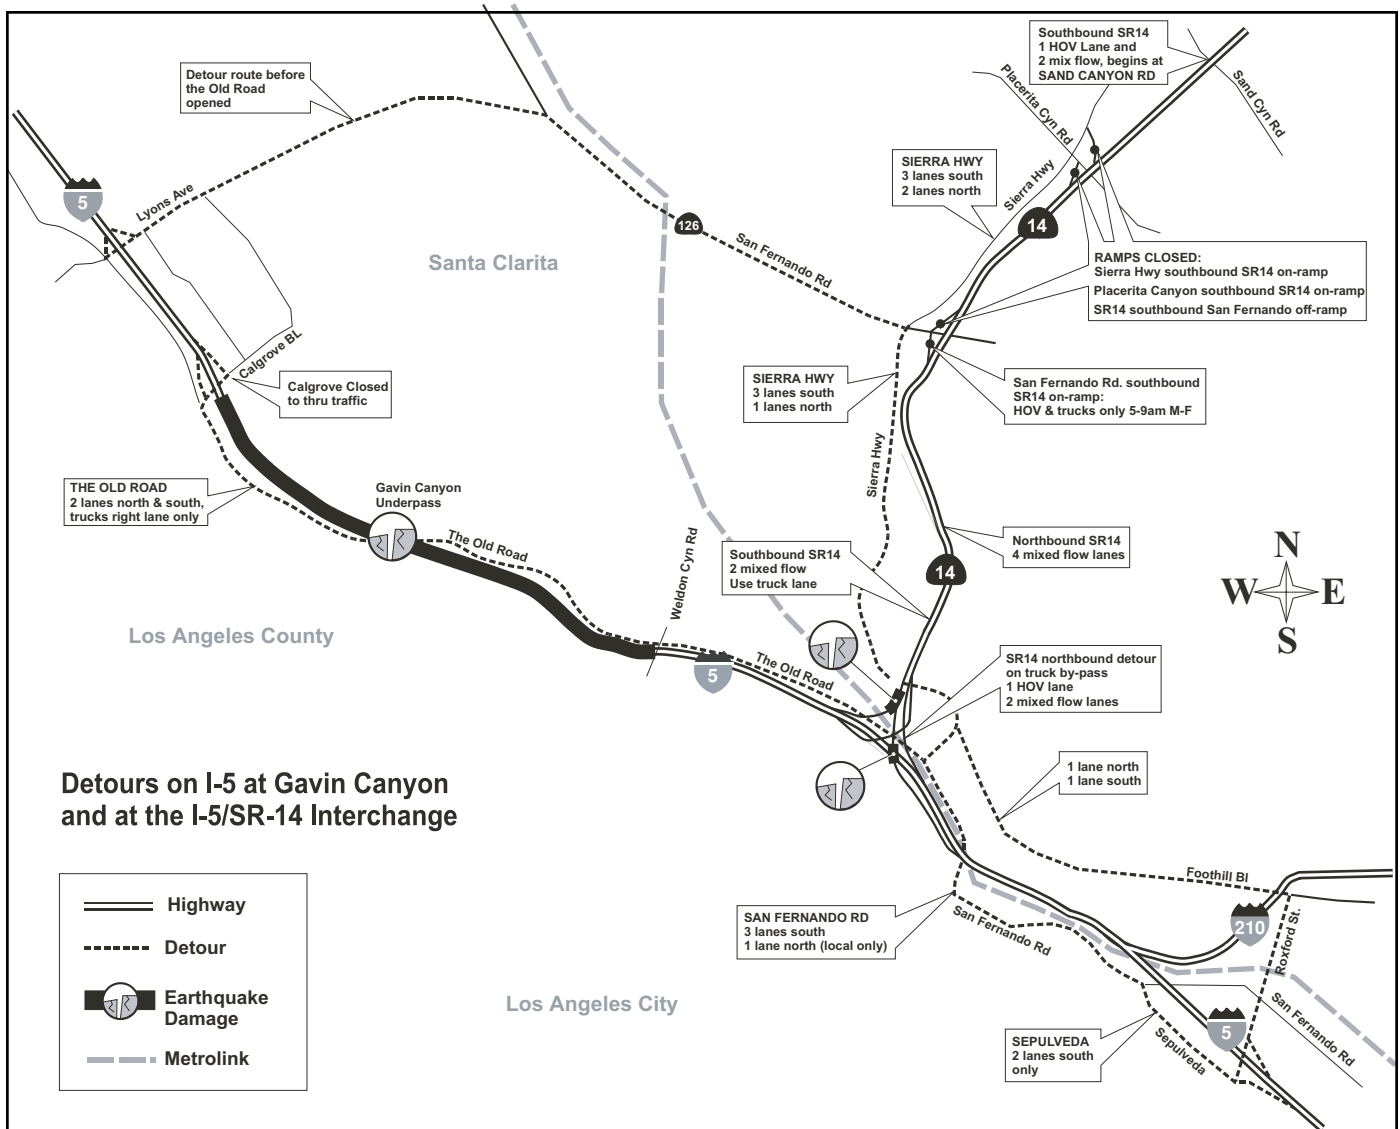 Southbound SR14
1 HOV Lane and
2 mix flow, begins at
SAND CANYON RD
Detour route before
the Old Road
opened
Placerita Cyn Rd
Sand Cyn Rd
SIERRA HWY
3 lanes south
2 lanes north
Sierra Hwy
5
Lyons Ave
14
126
San Fernando Rd
Santa Clarita
RAMPS CLOSED:
Sierra Hwy southbound SR14 on-ramp
Placerita Canyon southbound SR14 on-ramp
SR14 southbound San Fernando off-ramp
Calgrove BL
Calgrove Closed
to thru traffic
SIERRA HWY
3 lanes south
1 lanes north
San Fernando Rd. southbound
SR14 on-ramp:
HOV & trucks only 5-9am M-F
Sierra Hwy
THE OLD ROAD
2 lanes north & south,
trucks right lane only
Gavin Canyon
Underpass
The Old Road
Weldon Cyn Rd
Southbound SR14
2 mixed flow
Use truck lane
Northbound SR14
4 mixed flow lanes
14
N
W
E
S
Los Angeles County
5
The Old Road
SR14 northbound detour
on truck by-pass
1 HOV lane
2 mixed flow lanes
Detours on I-5 at Gavin Canyon
and at the I-5/SR-14 Interchange
1 lane north
1 lane south
Foothill Bl
Highway
Detour
Earthquake
Damage
Metrolink
SAN FERNANDO RD
3 lanes south
1 lane north (local only)
San Fernando Rd
210
Roxford St.
Los Angeles City
5
San Fernando Rd
SEPULVEDA
2 lanes south
only
Sepulveda